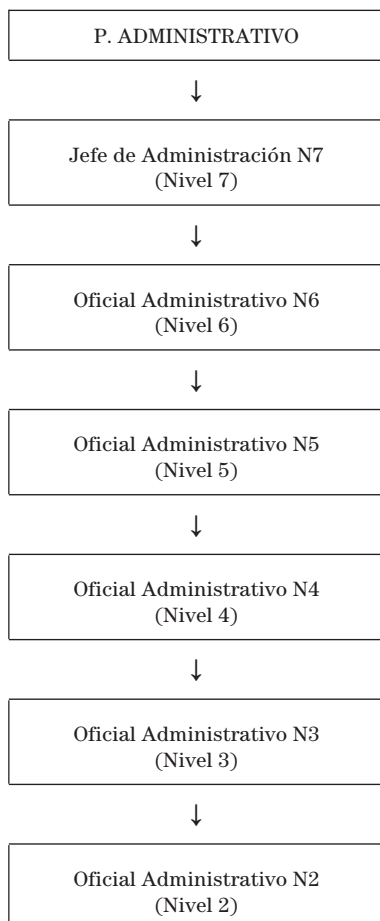 P. ADMINISTRATIVO
↓
Jefe de Administración N7
(Nivel 7)
↓
Oficial Administrativo N6
(Nivel 6)
↓
Oficial Administrativo N5
(Nivel 5)
↓
Oficial Administrativo N4
(Nivel 4)
↓
Oficial Administrativo N3
(Nivel 3)
↓
Oficial Administrativo N2
(Nivel 2)